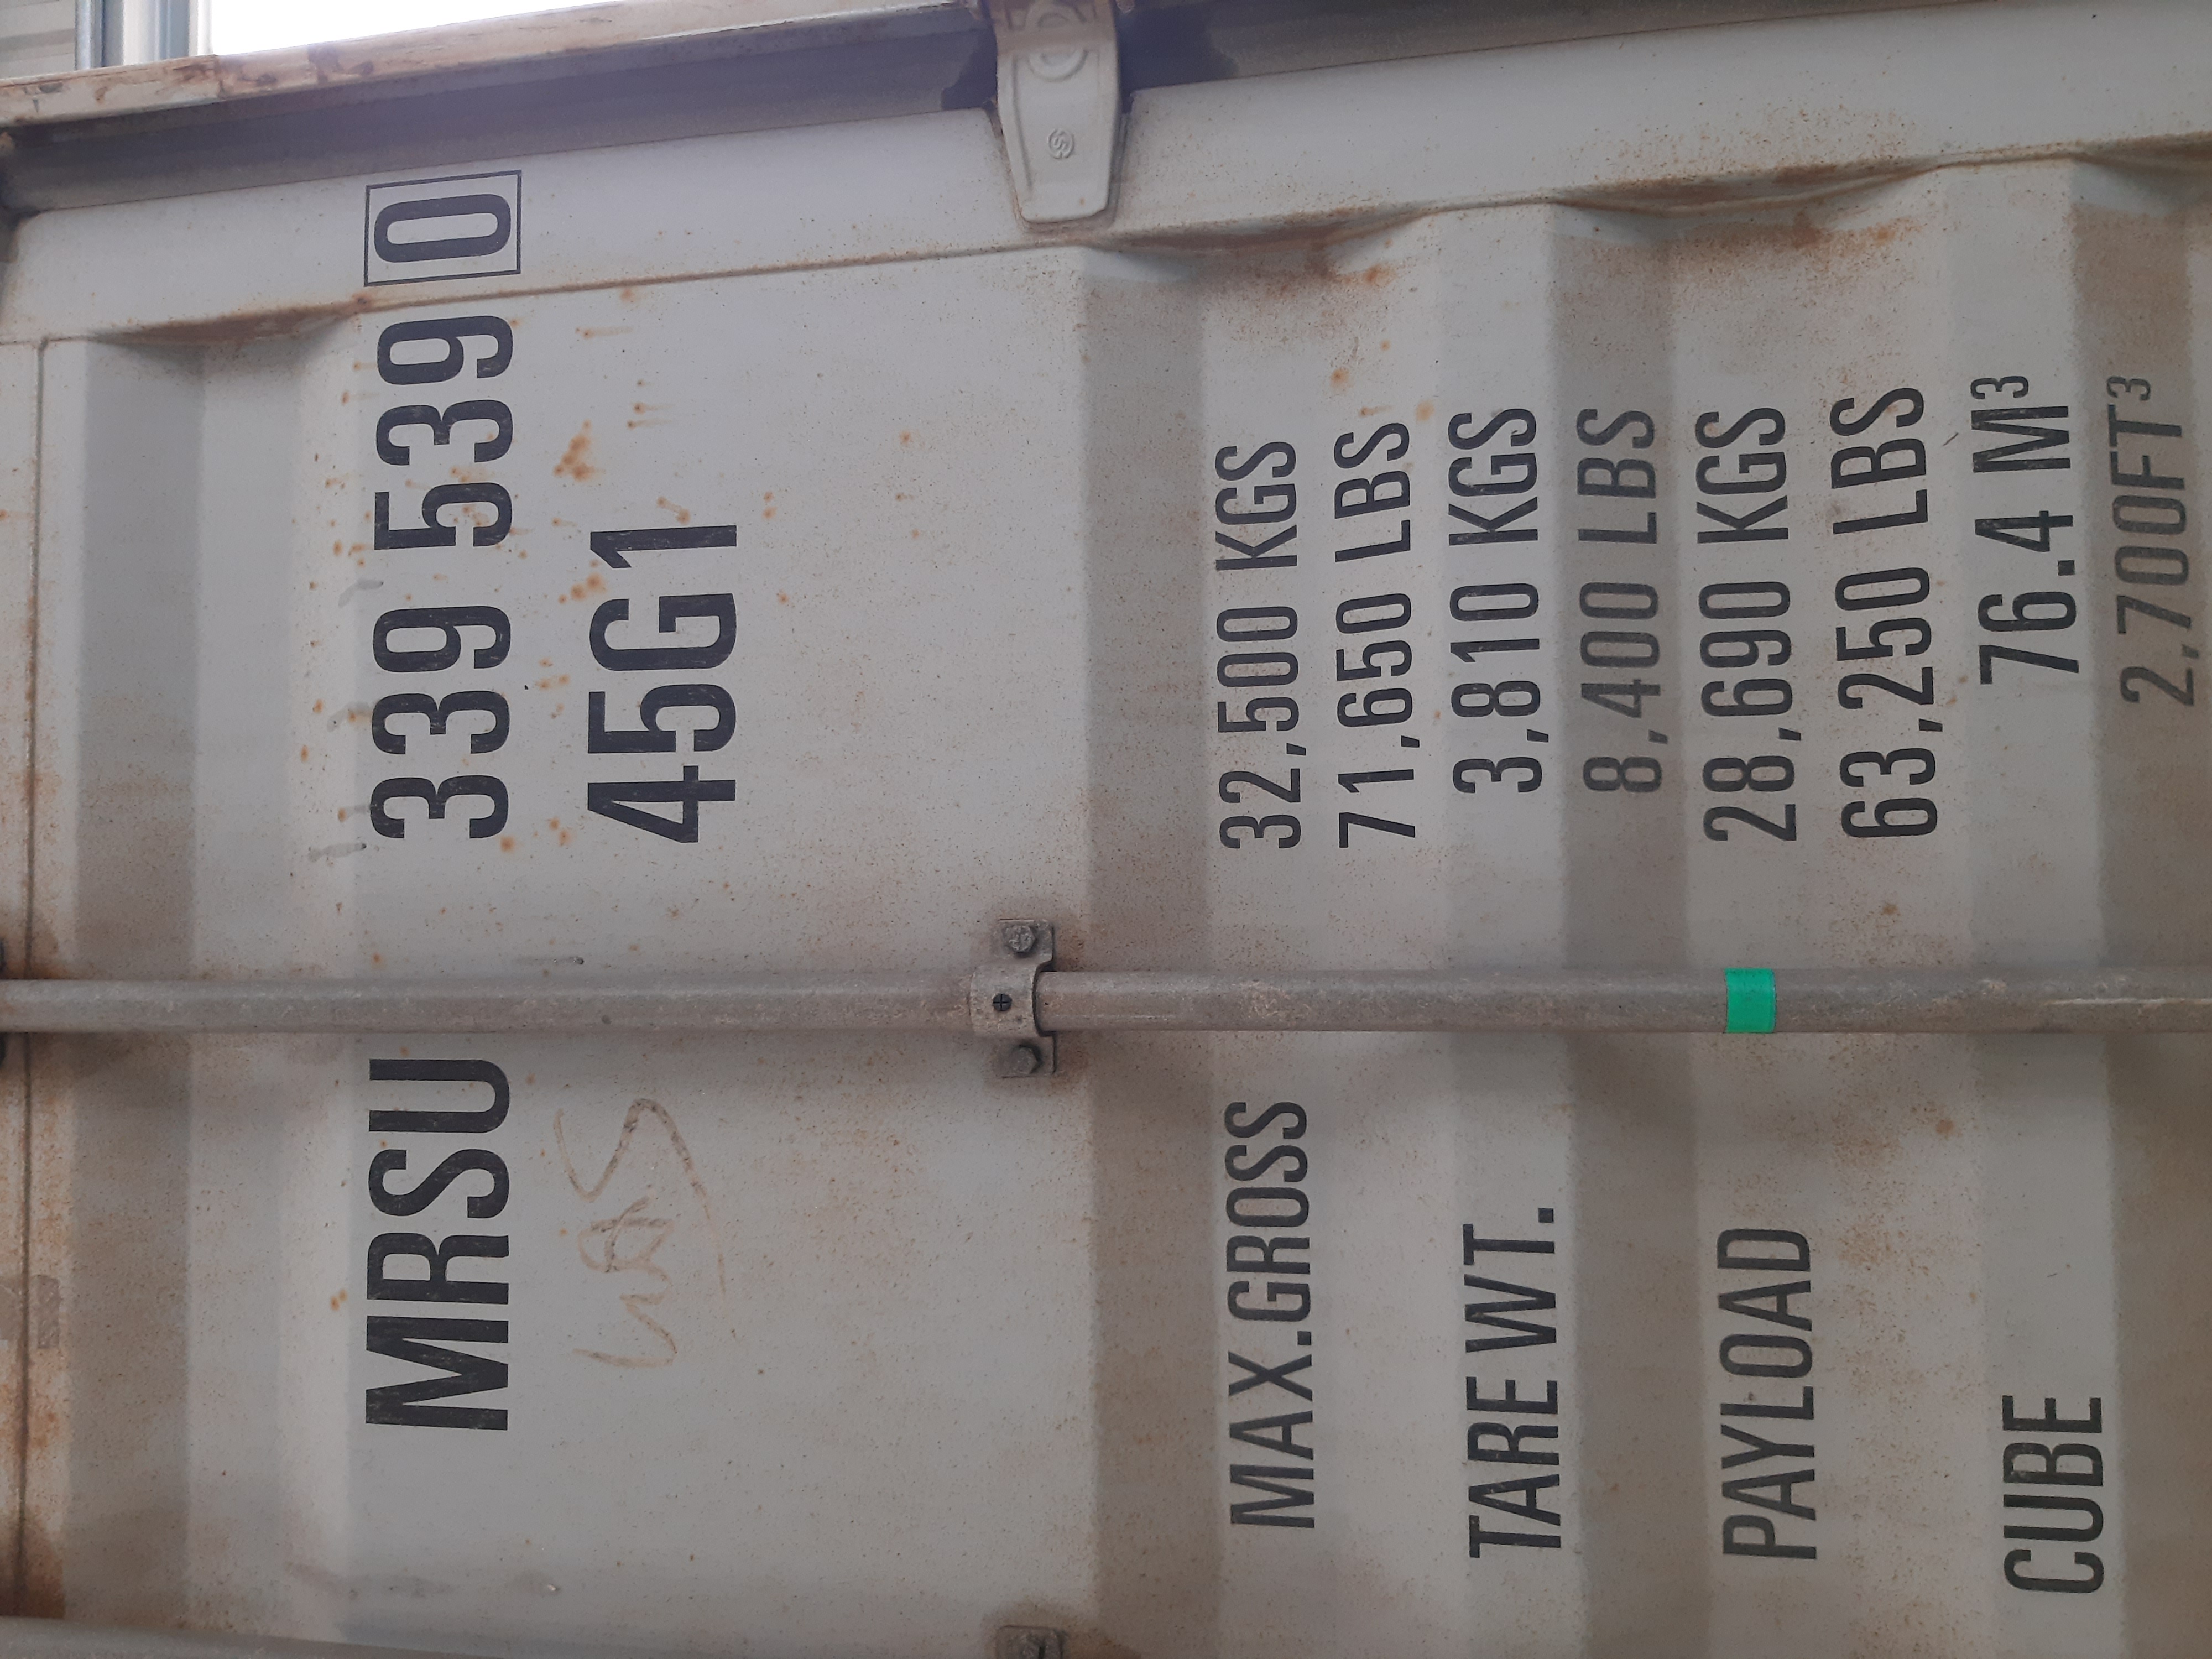 MRSU 339 539 0
45G1
WAS
MAX.GROSS 32,500 KGS
71,650 LBS
TARE WT. 3,810 KGS
8,400 LBS
PAYLOAD 28,690 KGS
63,250 LBS
CUBE 76.4 M³
2,700FT³